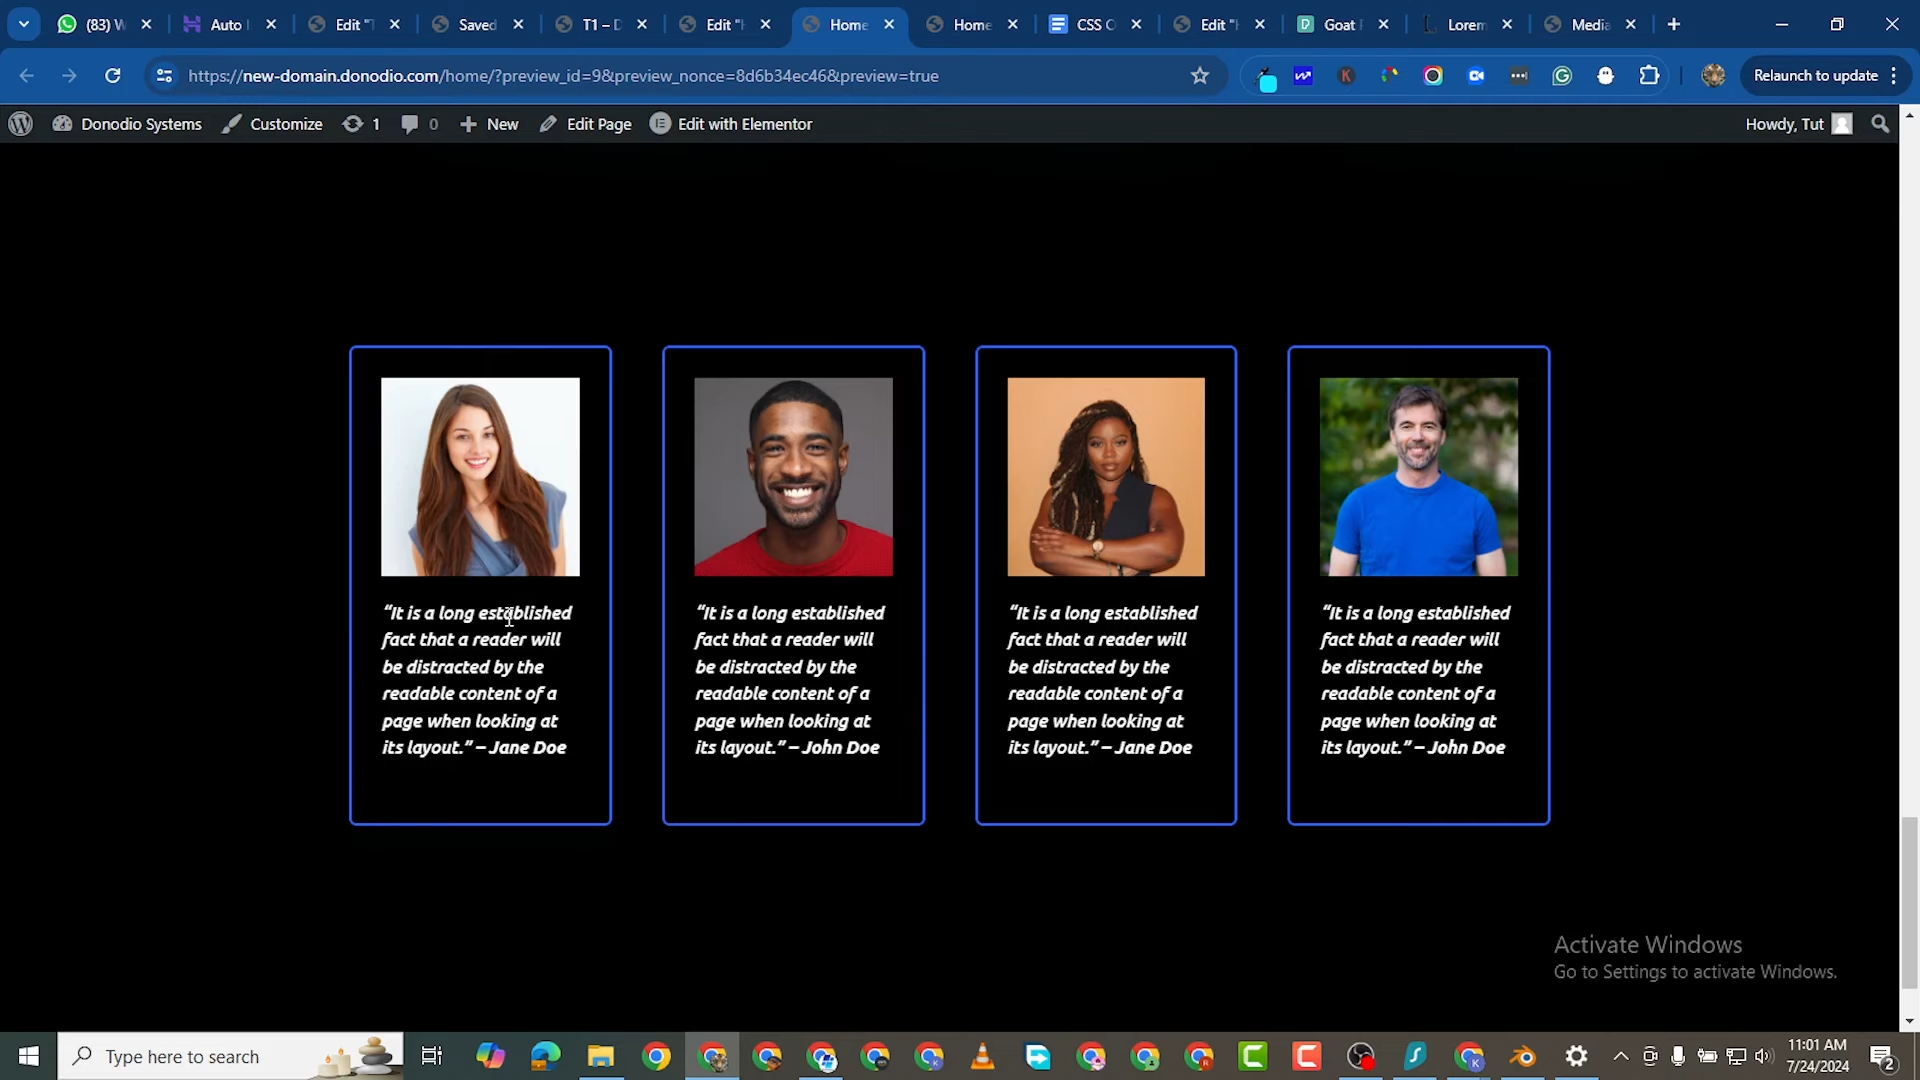 (83) W
Auto
Edit "T
Saved
T1 – D
Edit "H
Home
Home
CSS C
Edit "H
Goat F
Lorem
Media
https://new-domain.donodio.com/home/?preview_id=9&preview_nonce=8d6b34ec46&preview=true
Relaunch to update
Donodio Systems
Customize
1
0
New
Edit Page
Edit with Elementor
Howdy, Tut
“It is a long established
fact that a reader will
be distracted by the
readable content of a
page when looking at
its layout.” – Jane Doe
“It is a long established
fact that a reader will
be distracted by the
readable content of a
page when looking at
its layout.” – John Doe
“It is a long established
fact that a reader will
be distracted by the
readable content of a
page when looking at
its layout.” – Jane Doe
“It is a long established
fact that a reader will
be distracted by the
readable content of a
page when looking at
its layout.” – John Doe
Activate Windows
Go to Settings to activate Windows.
Type here to search
11:01 AM
7/24/2024
2